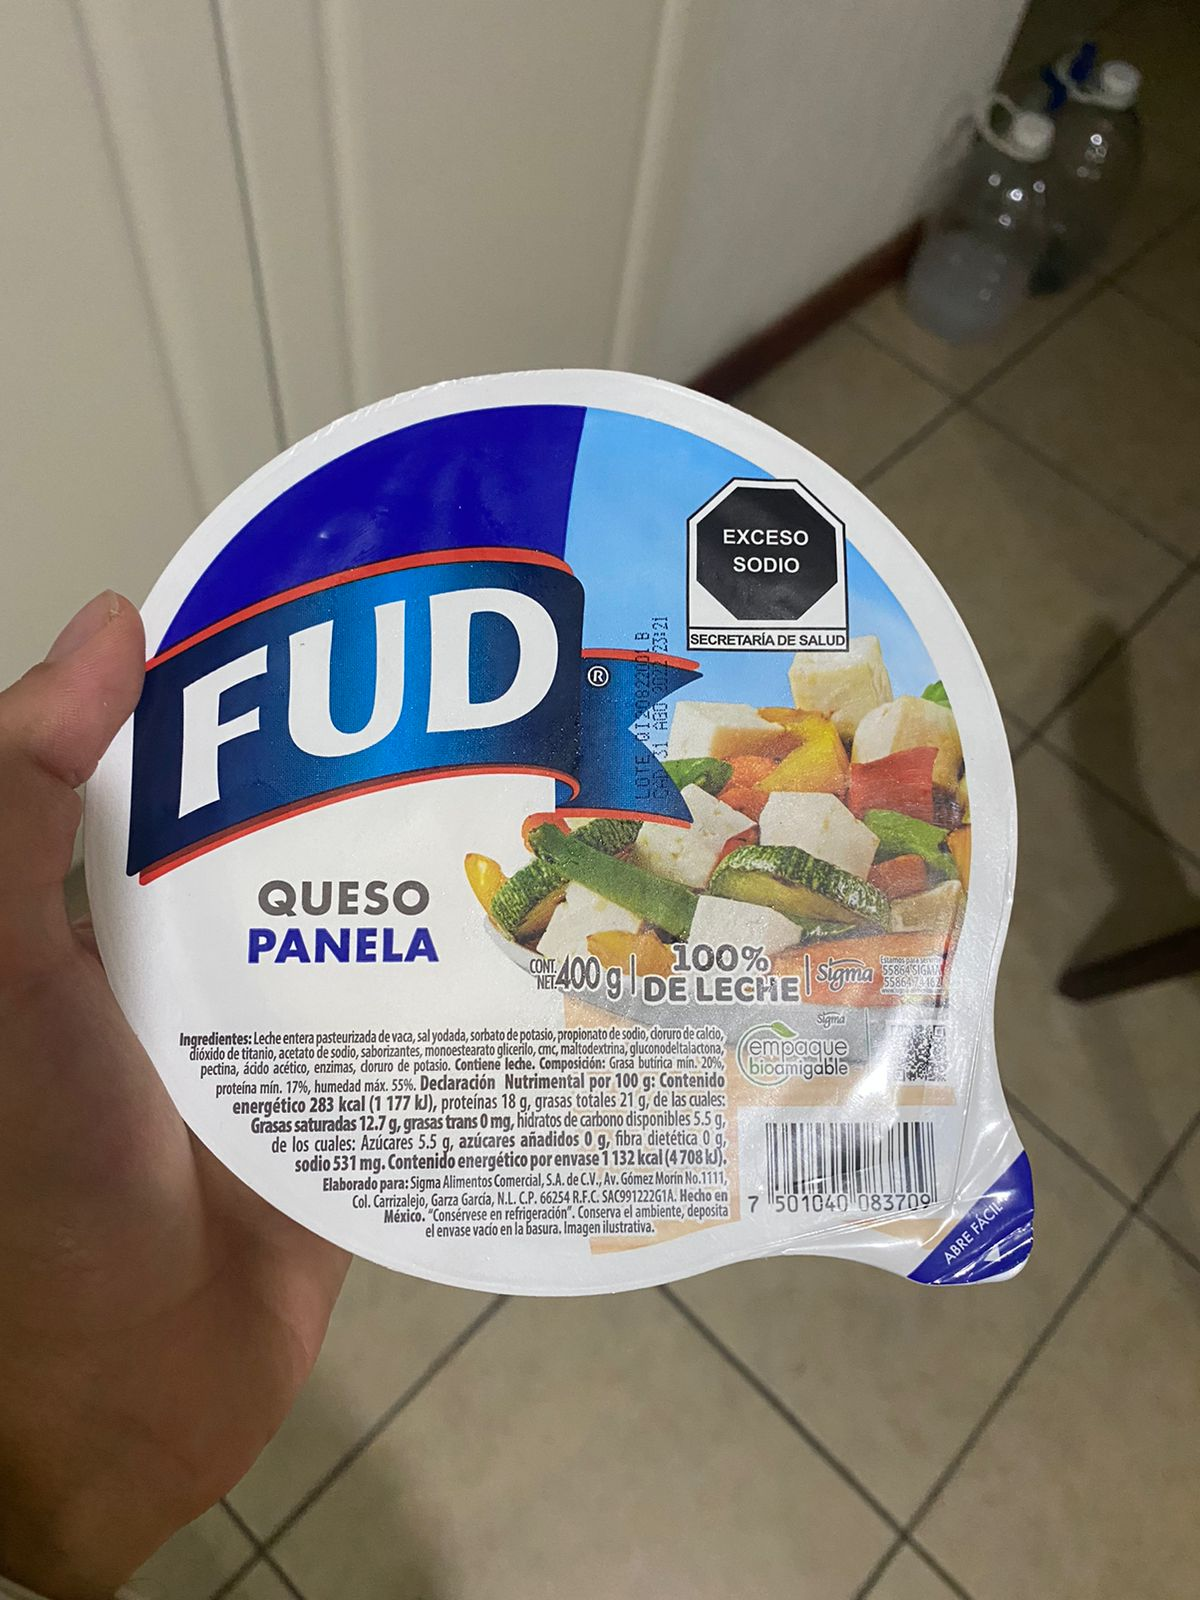 EXCESO
SODIO
SECRETARÍA DE SALUD
FUD
®
QUESO
PANELA
CONT.
NET. 400 g
100%
DE LECHE
Sigma
Sigma
empaque
bioamigable
Ingredientes: Leche entera pasteurizada de vaca, sal yodada, sorbato de potasio, propionato de sodio, cloruro de calcio,
dióxido de titanio, acetato de sodio, saborizantes, monoestearato glicerilo, cmc, maltodextrina, gluconodeltalactona,
pectina, ácido acético, enzimas, cloruro de potasio. Contiene leche. Composición: Grasa butírica mín. 20%,
proteína mín. 17%, humedad máx. 55%. Declaración Nutrimental por 100 g: Contenido
energético 283 kcal (1 177 kJ), proteínas 18 g, grasas totales 21 g, de las cuales:
Grasas saturadas 12.7 g, grasas trans 0 mg, hidratos de carbono disponibles 5.5 g,
de los cuales: Azúcares 5.5 g, azúcares añadidos 0 g, fibra dietética 0 g,
sodio 531 mg. Contenido energético por envase 1 132 kcal (4 708 kJ).
Elaborado para: Sigma Alimentos Comercial, S.A. de C.V., Av. Gómez Morín No.1111,
Col. Carrizalejo, Garza García, N.L. C.P. 66254 R.F.C. SAC991222G1A. Hecho en
México. "Consérvese en refrigeración". Conserva el ambiente, deposita
el envase vacío en la basura. Imagen ilustrativa.
7 501040 083709
ABRE FÁCIL